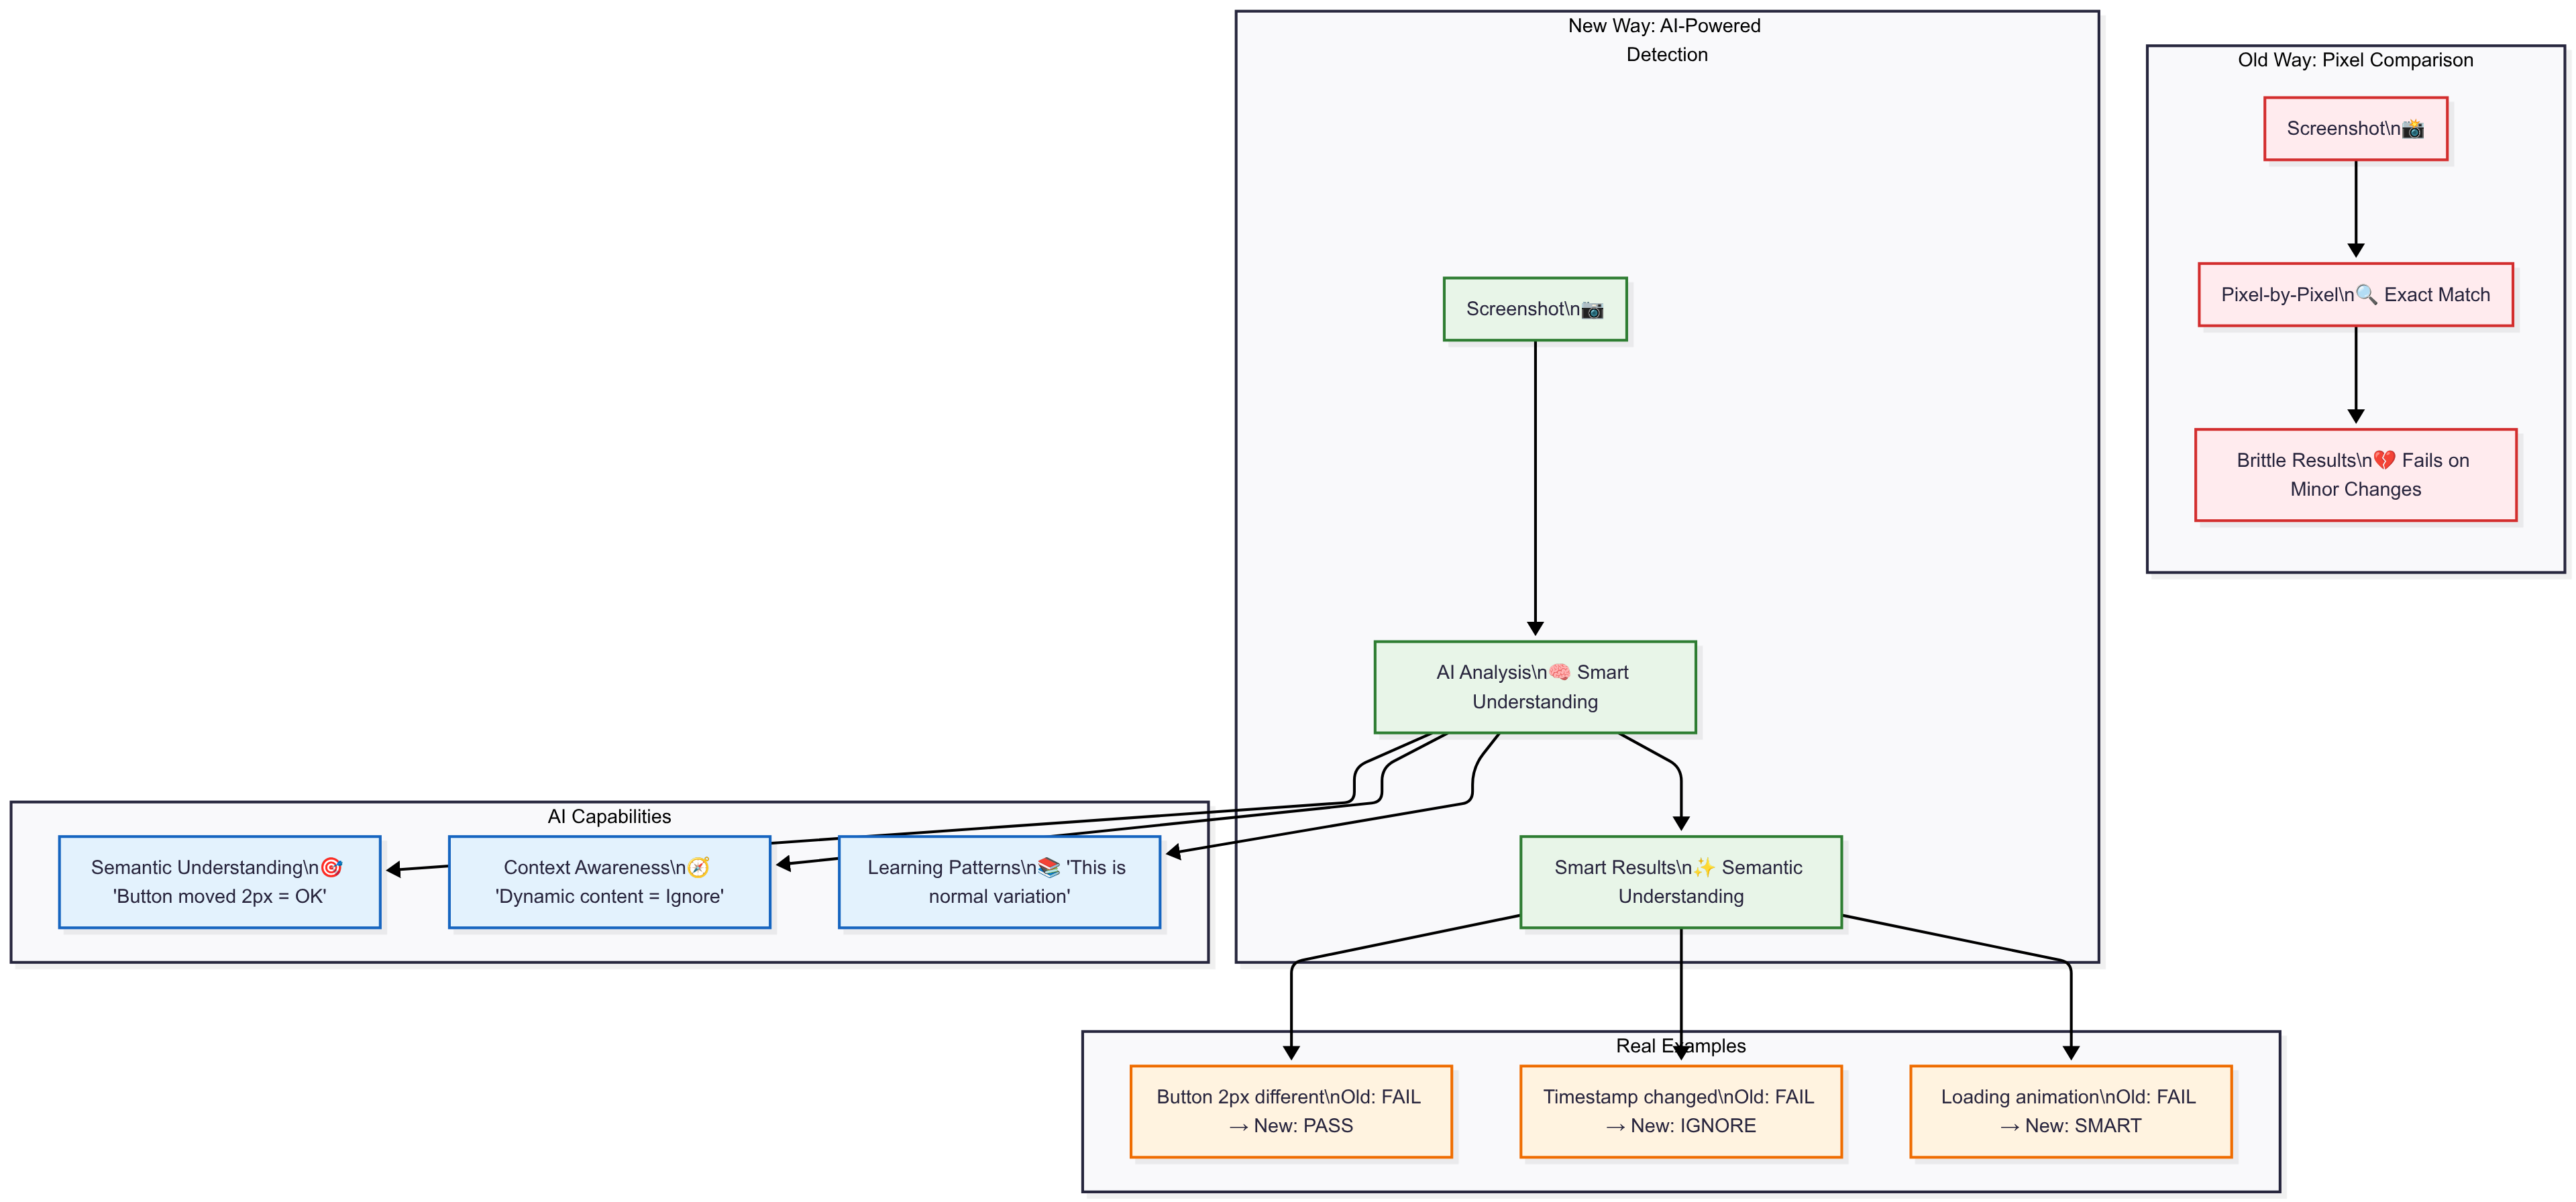 New Way: AI-Powered
Detection
Screenshot\n📷
AI Analysis\n🧠 Smart
Understanding
Smart Results\n✨ Semantic
Understanding
Old Way: Pixel Comparison
Screenshot\n📸
Pixel-by-Pixel\n🔍 Exact Match
Brittle Results\n💔 Fails on
Minor Changes
AI Capabilities
Semantic Understanding\n🎯
'Button moved 2px = OK'
Context Awareness\n🧭
'Dynamic content = Ignore'
Learning Patterns\n📚 'This is
normal variation'
Real Examples
Button 2px different\nOld: FAIL
→ New: PASS
Timestamp changed\nOld: FAIL
→ New: IGNORE
Loading animation\nOld: FAIL
→ New: SMART